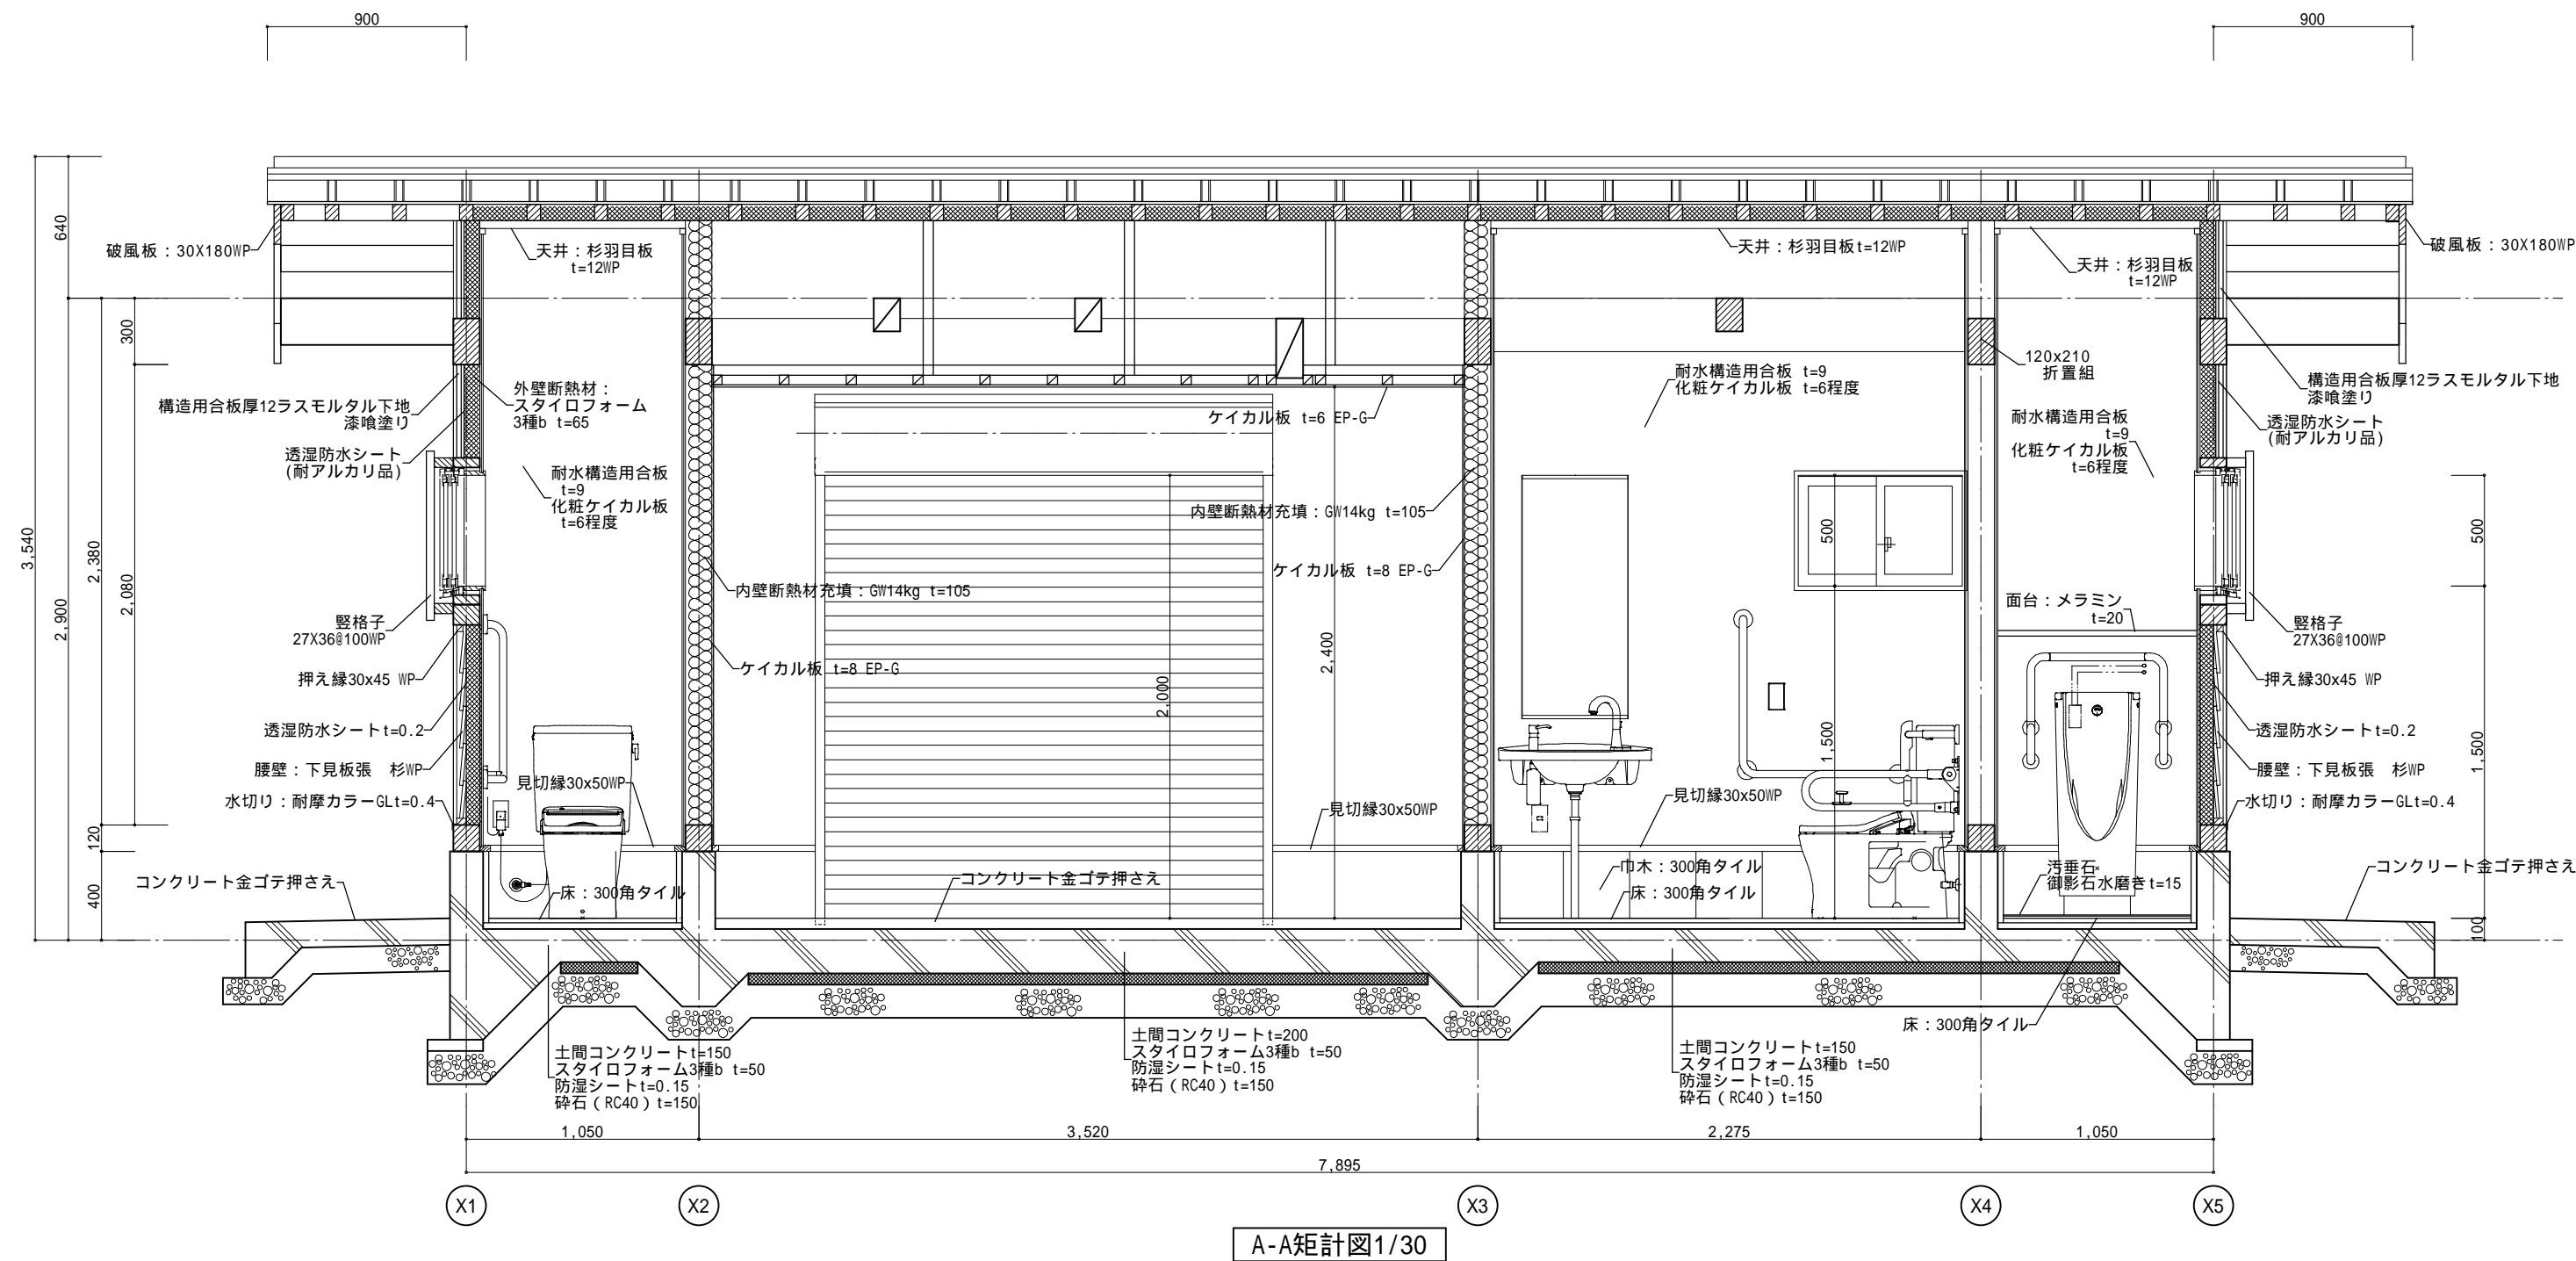 900
900
640
3,540
2,900
2,380
300
2,080
120
400
破風板：30X180WP
天井：杉羽目板
t=12WP
天井：杉羽目板t=12WP
天井：杉羽目板
t=12WP
破風板：30X180WP
構造用合板厚12ラスモルタル下地
漆喰塗り
外壁断熱材：
スタイロフォーム
3種b t=65
透湿防水シート
(耐アルカリ品)
耐水構造用合板
t=9
化粧ケイカル板
t=6程度
ケイカル板 t=6 EP-G
耐水構造用合板 t=9
化粧ケイカル板 t=6程度
120x210
折置組
構造用合板厚12ラスモルタル下地
漆喰塗り
耐水構造用合板
t=9
化粧ケイカル板
t=6程度
透湿防水シート
(耐アルカリ品)
内壁断熱材充填：GW14kg t=105
内壁断熱材充填：GW14kg t=105
ケイカル板 t=8 EP-G
ケイカル板 t=8 EP-G
竪格子
27X36@100WP
押え縁30x45 WP
透湿防水シートt=0.2
腰壁：下見板張　杉WP
水切り：耐摩カラーGLt=0.4
コンクリート金ゴテ押さえ
見切縁30x50WP
床：300角タイル
2,000
2,400
見切縁30x50WP
コンクリート金ゴテ押さえ
500
1,500
見切縁30x50WP
巾木：300角タイル
床：300角タイル
面台：メラミン
t=20
竪格子
27X36@100WP
押え縁30x45 WP
透湿防水シートt=0.2
腰壁：下見板張　杉WP
水切り：耐摩カラーGLt=0.4
コンクリート金ゴテ押さえ
汚垂石
御影石水磨きt=15
床：300角タイル
500
1,500
100
土間コンクリートt=150
スタイロフォーム3種b t=50
防湿シートt=0.15
砕石（RC40）t=150
土間コンクリートt=200
スタイロフォーム3種b t=50
防湿シートt=0.15
砕石（RC40）t=150
土間コンクリートt=150
スタイロフォーム3種b t=50
防湿シートt=0.15
砕石（RC40）t=150
1,050
3,520
2,275
1,050
7,895
X1
X2
X3
X4
X5
A-A矩計図1/30